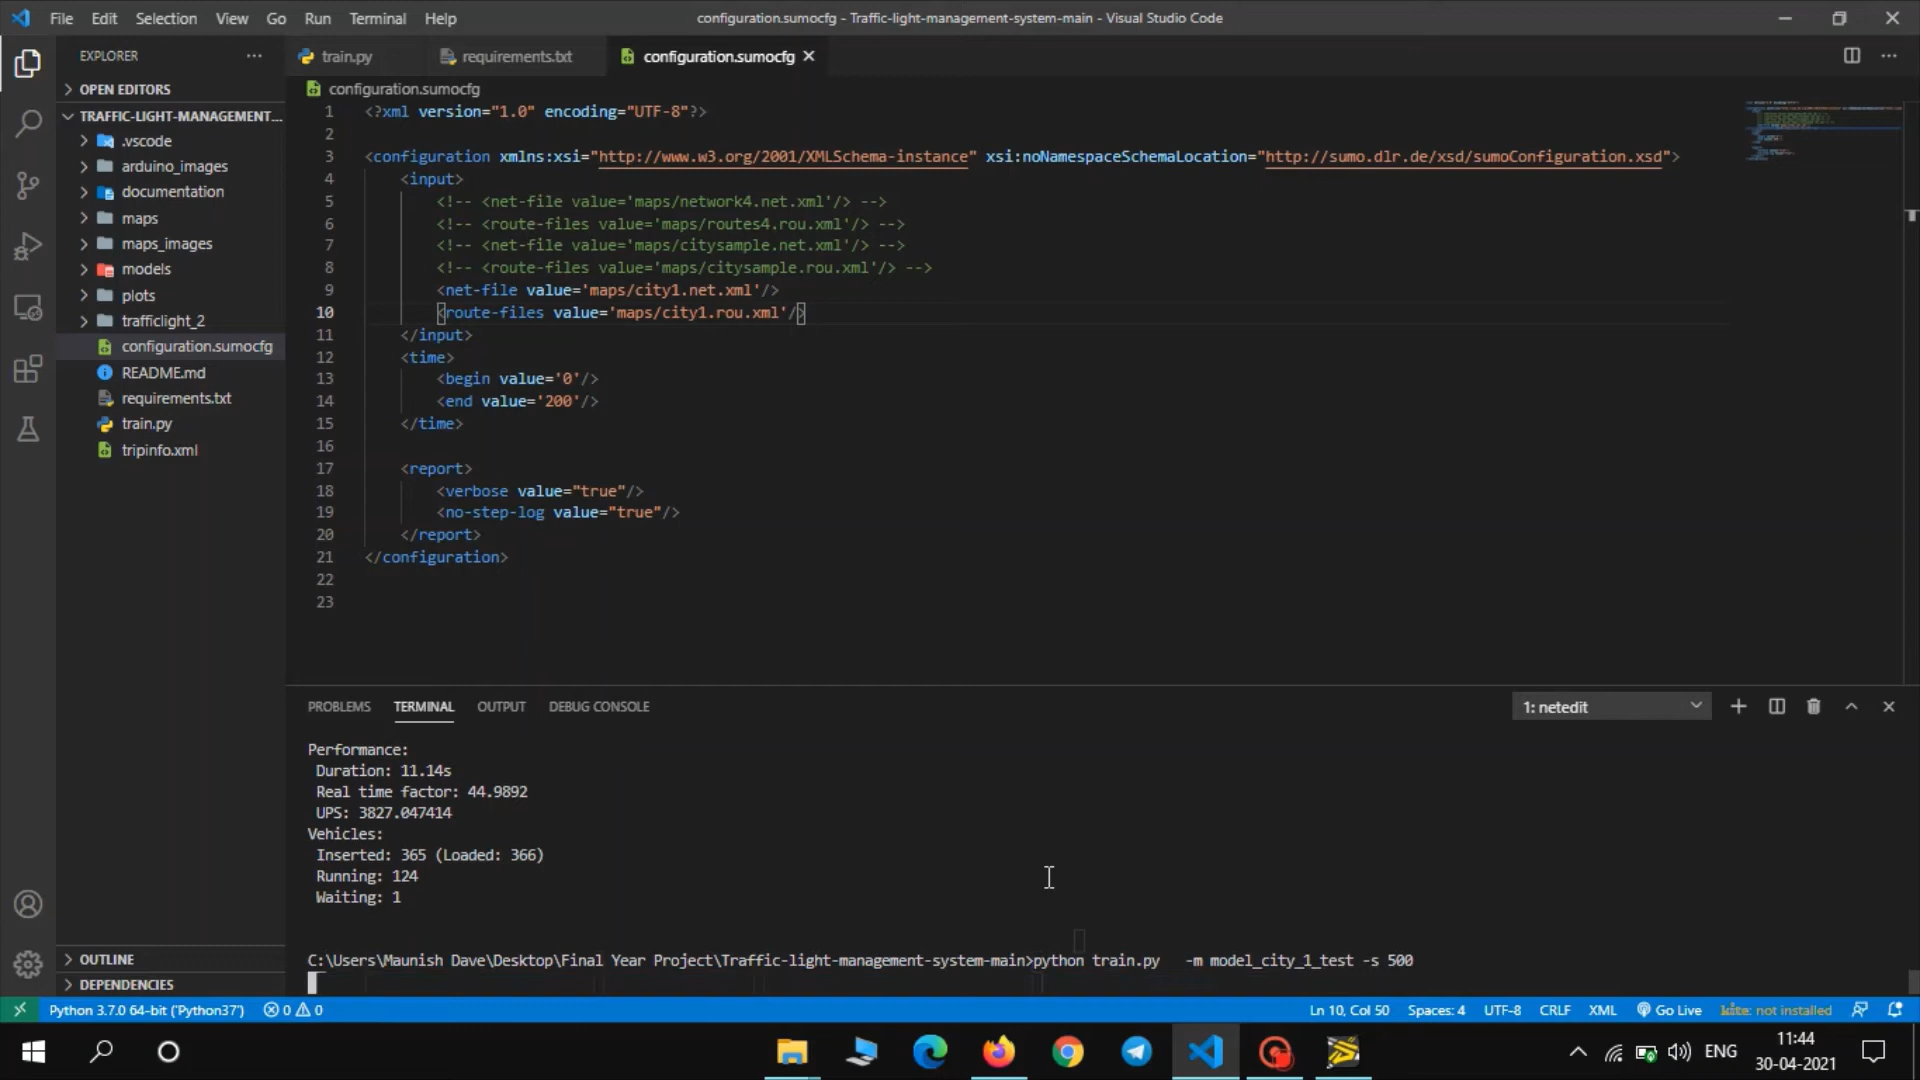 File Edit Selection View Go Run Terminal Help
configuration.sumocfg - Traffic-light-management-system-main - Visual Studio Code
EXPLORER
OPEN EDITORS
TRAFFIC-LIGHT-MANAGEMENT...
.vscode
arduino_images
documentation
maps
maps_images
models
plots
trafficlight_2
configuration.sumocfg
README.md
requirements.txt
train.py
tripinfo.xml
OUTLINE
DEPENDENCIES
train.py requirements.txt configuration.sumocfg
configuration.sumocfg
1 <?xml version="1.0" encoding="UTF-8"?>
2
3 <configuration xmlns:xsi="http://www.w3.org/2001/XMLSchema-instance" xsi:noNamespaceSchemaLocation="http://sumo.dlr.de/xsd/sumoConfiguration.xsd">
4 <input>
5 <!-- <net-file value='maps/network4.net.xml'/> -->
6 <!-- <route-files value='maps/routes4.rou.xml'/> -->
7 <!-- <net-file value='maps/citysample.net.xml'/> -->
8 <!-- <route-files value='maps/citysample.rou.xml'/> -->
9 <net-file value='maps/city1.net.xml'/>
10 <route-files value='maps/city1.rou.xml'/>
11 </input>
12 <time>
13 <begin value='0'/>
14 <end value='200'/>
15 </time>
16
17 <report>
18 <verbose value="true"/>
19 <no-step-log value="true"/>
20 </report>
21 </configuration>
22
23
PROBLEMS TERMINAL OUTPUT DEBUG CONSOLE
1: netedit
Performance:
Duration: 11.14s
Real time factor: 44.9892
UPS: 3827.047414
Vehicles:
Inserted: 365 (Loaded: 366)
Running: 124
Waiting: 1
C:\Users\Maunish Dave\Desktop\Final Year Project\Traffic-light-management-system-main>python train.py -m model_city_1_test -s 500
Python 3.7.0 64-bit ('Python37') 0 0
Ln 10, Col 50 Spaces: 4 UTF-8 CRLF XML Go Live kite: not installed
ENG
11:44
30-04-2021